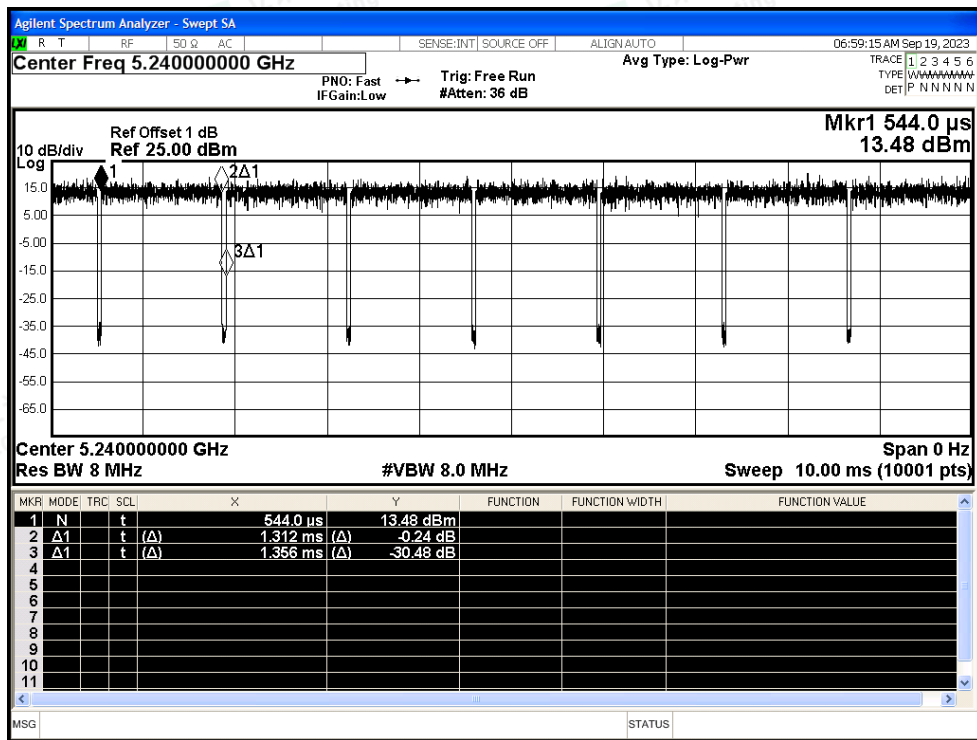 Agilent Spectrum Analyzer - Swept SA
LXI R T RF 50 Ω AC SENSE:INT SOURCE OFF ALIGN AUTO 06:59:15 AM Sep 19, 2023
Center Freq 5.240000000 GHz Avg Type: Log-Pwr TRACE 1 2 3 4 5 6
PNO: Fast Trig: Free Run TYPE
IFGain:Low #Atten: 36 dB DET P N N N N N
Mkr1 544.0 µs
Ref Offset 1 dB
10 dB/div Ref 25.00 dBm 13.48 dBm
Log
1 2Δ1
15.0
5.00
3Δ1
-5.00
-15.0
-25.0
-35.0
-45.0
-55.0
-65.0
Center 5.240000000 GHz Span 0 Hz
Res BW 8 MHz #VBW 8.0 MHz Sweep 10.00 ms (10001 pts)
MKR MODE TRC SCL X Y FUNCTION FUNCTION WIDTH FUNCTION VALUE
1 N t 544.0 µs 13.48 dBm
2 Δ1 t (Δ) 1.312 ms (Δ) -0.24 dB
3 Δ1 t (Δ) 1.356 ms (Δ) -30.48 dB
4
5
6
7
8
9
10
11
MSG STATUS